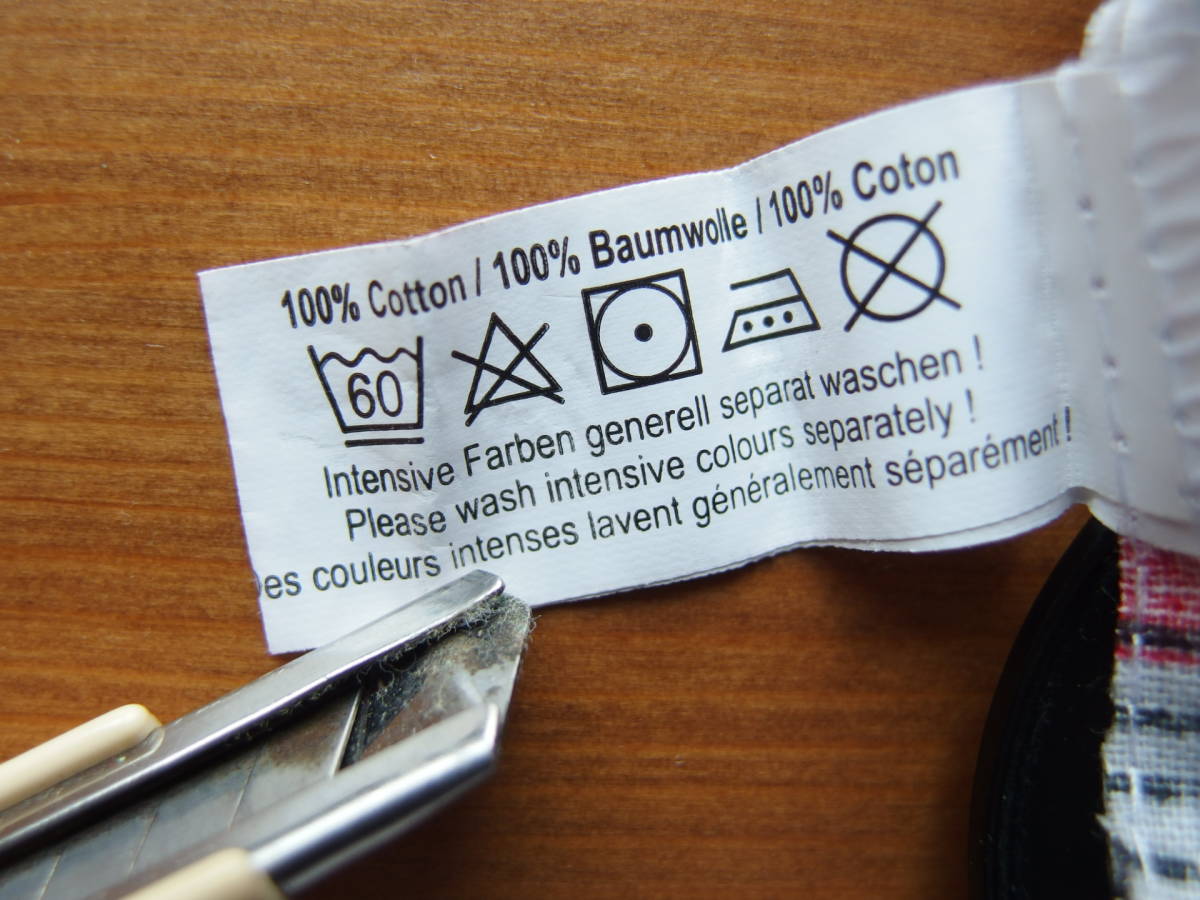 100% Cotton / 100% Baumwolle / 100% Coton
60
Intensive Farben generell separat waschen !
Please wash intensive colours separately !
es couleurs intenses lavent généralement séparément !